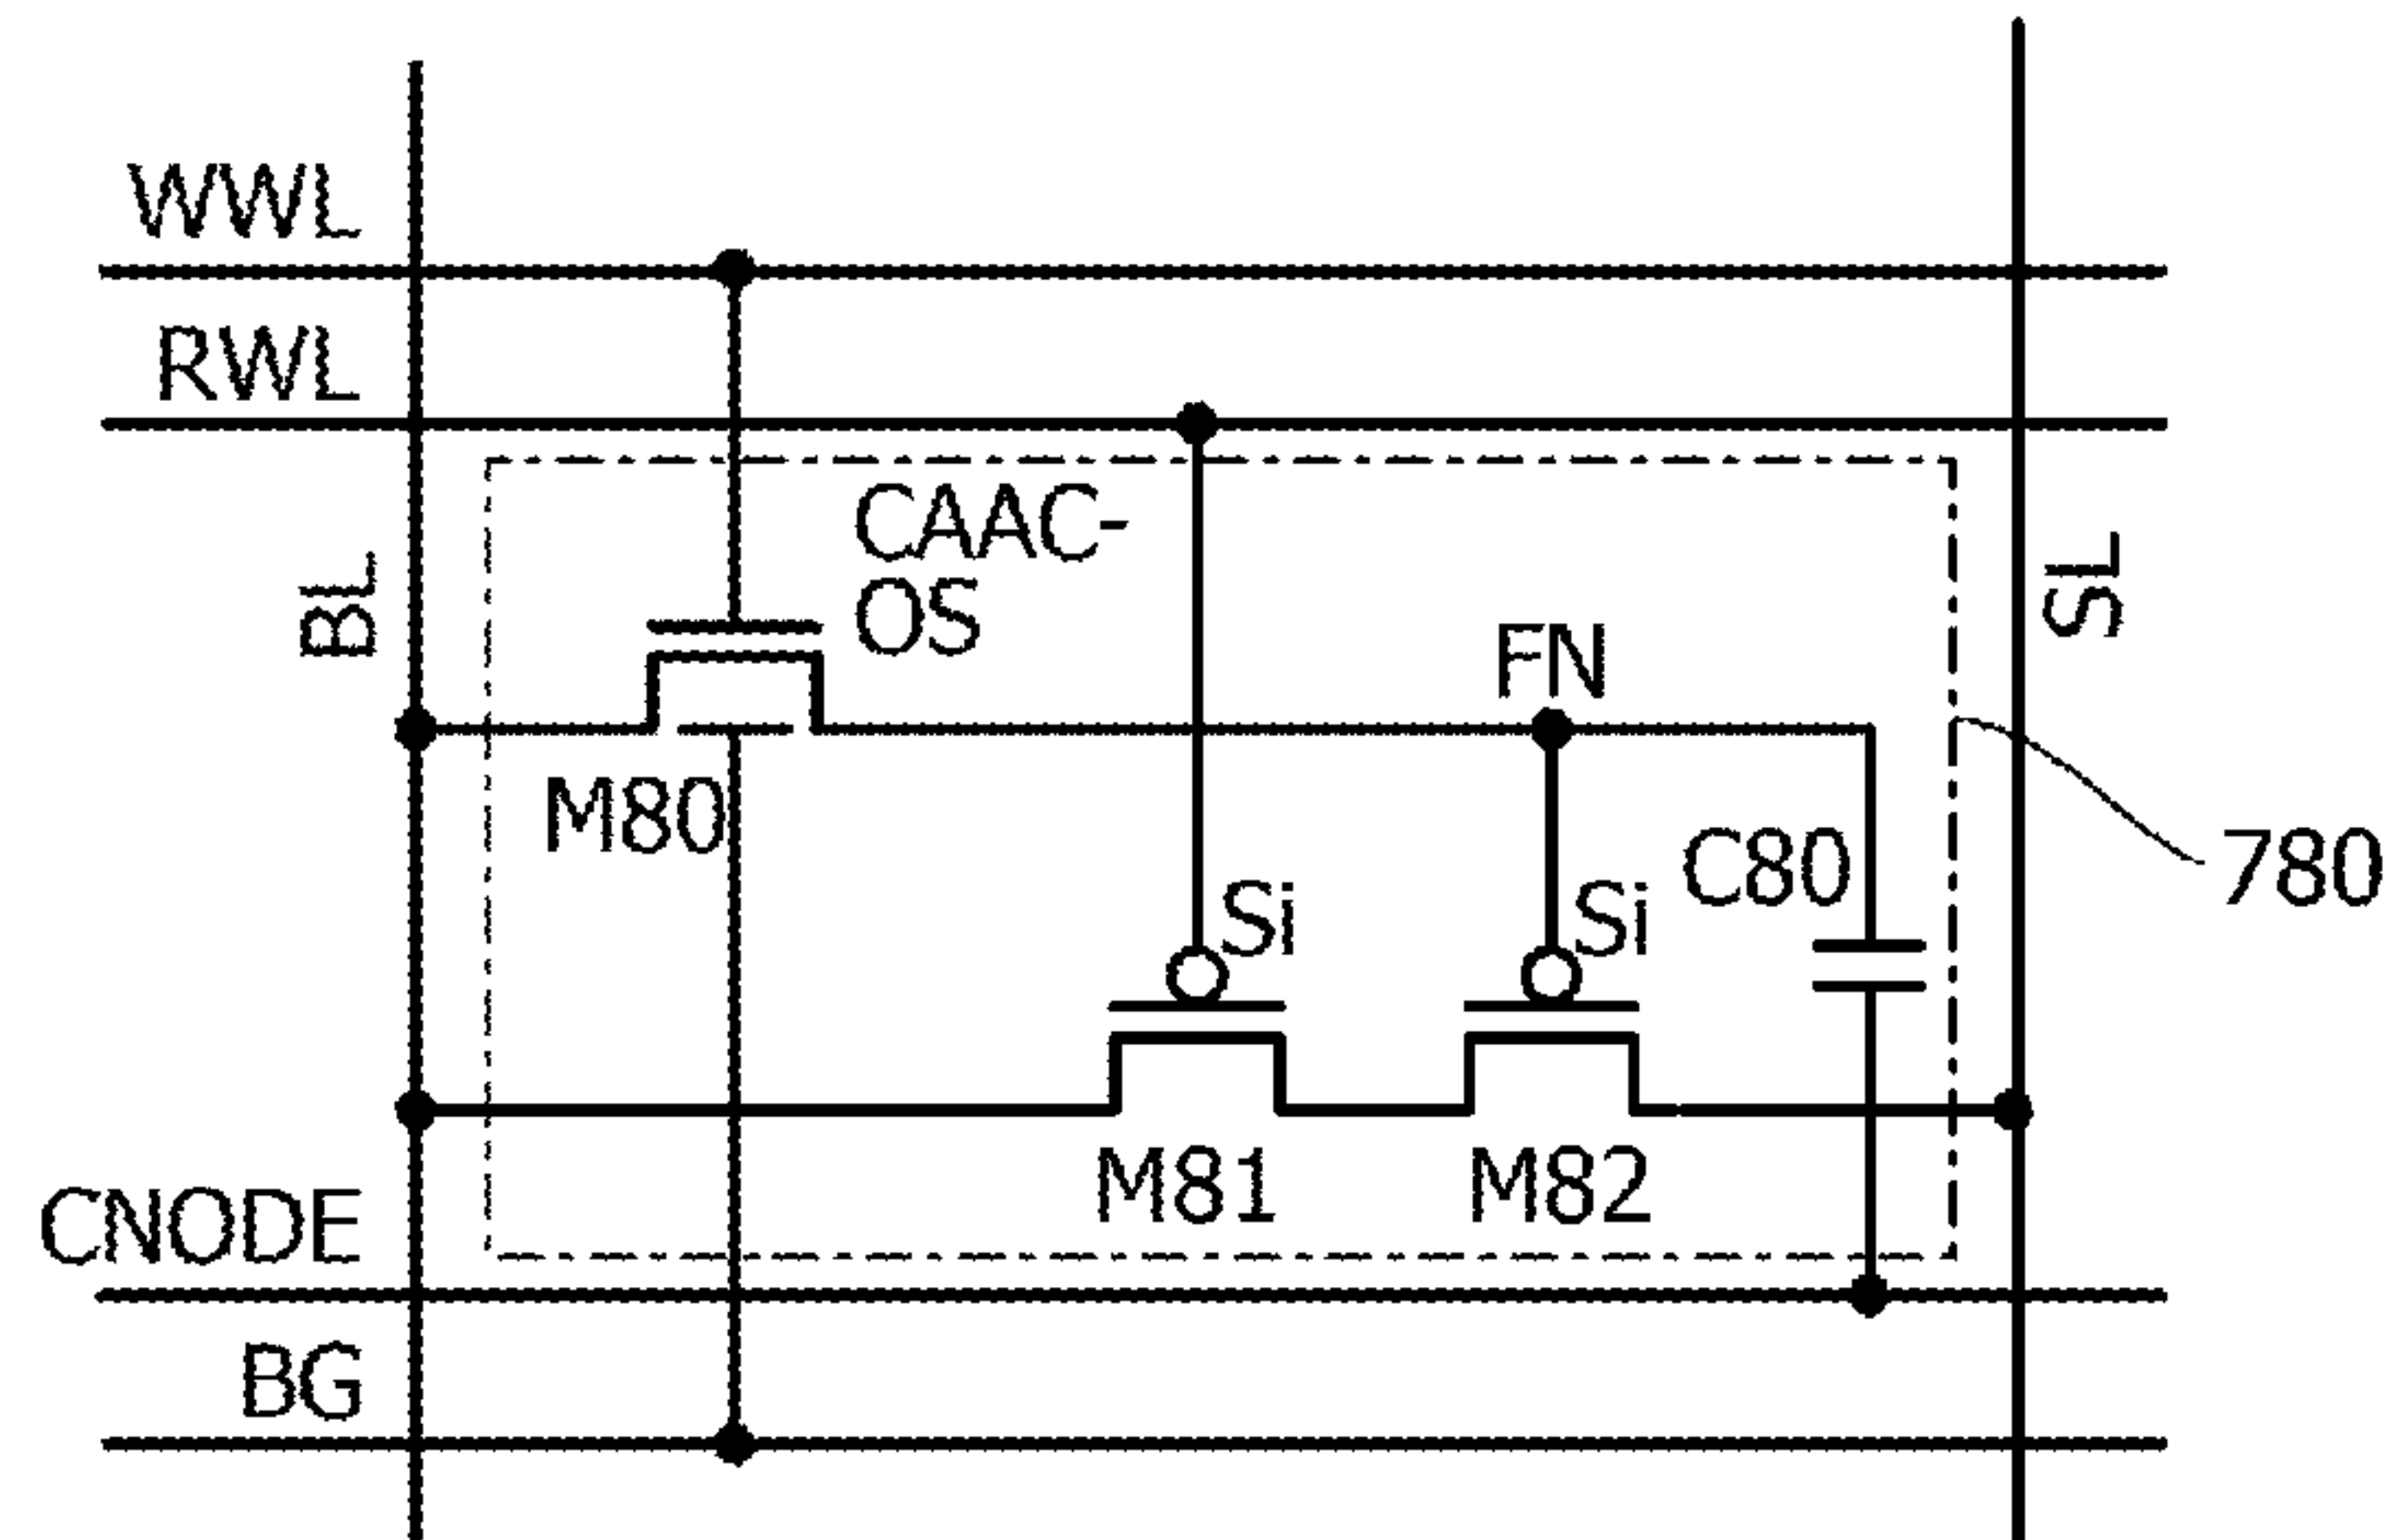 WWL
RWL
CAAC-
OS
BL
SL
FN
M80
C80
780
Si
Si
M81
M82
CNODE
BG